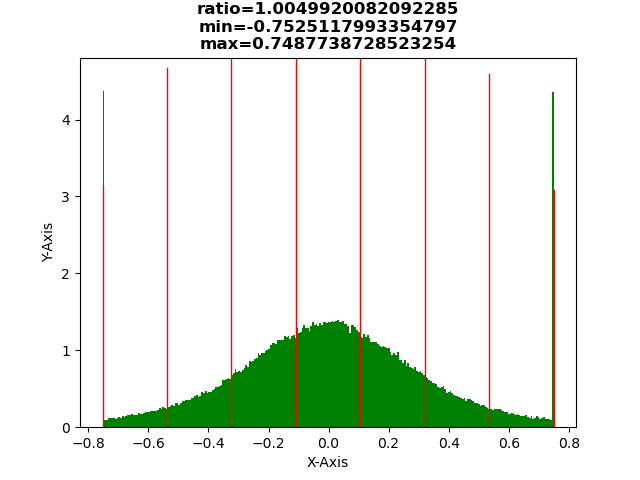 ratio=1.0049920082092285
min=-0.7525117993354797
max=0.7487738728523254
4
3
2
1
0
Y-Axis
−0.8 −0.6 −0.4 −0.2 0.0 0.2 0.4 0.6 0.8
X-Axis